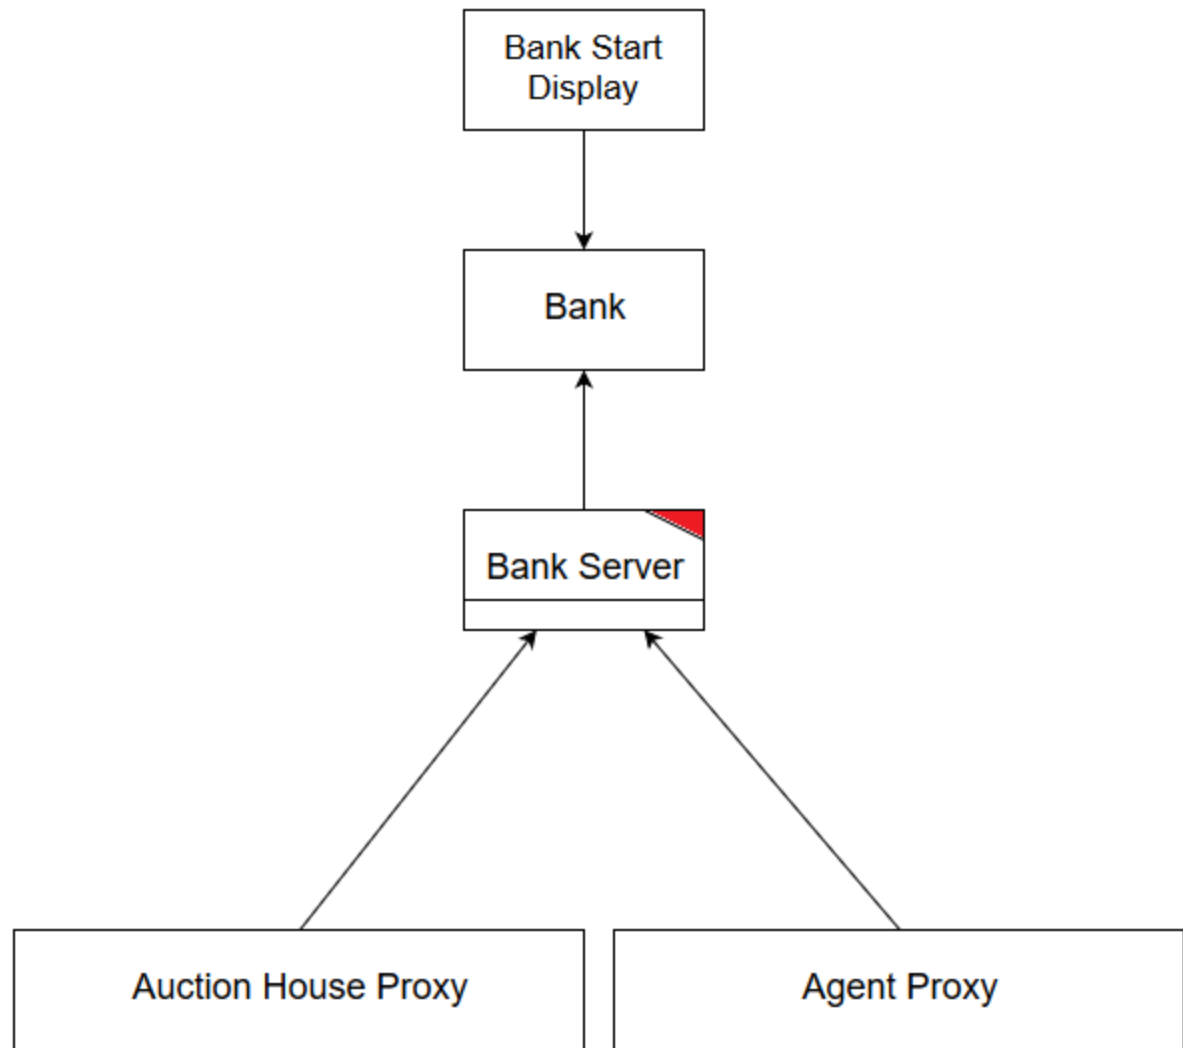 Bank Start
Display
Bank
Bank Server
Auction House Proxy
Agent Proxy